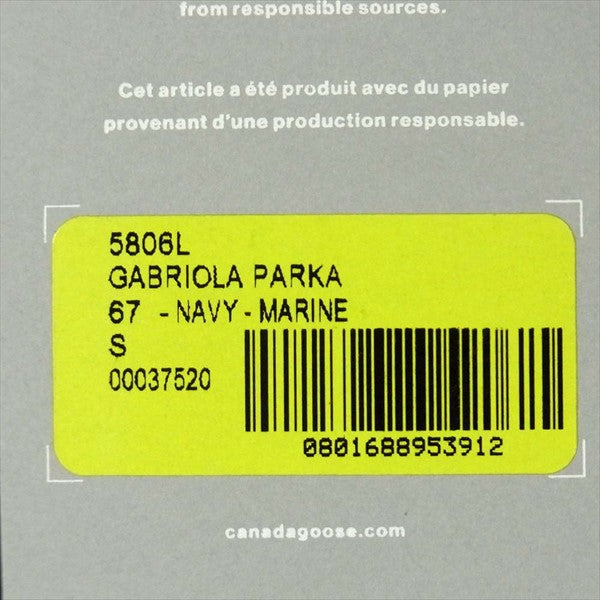 from responsible sources.
Cet article a été produit avec du papier
provenant d'une production responsable.
5806L
GABRIOLA PARKA
67 - NAVY - MARINE
S
00037520
0801688953912
canadagoose.com